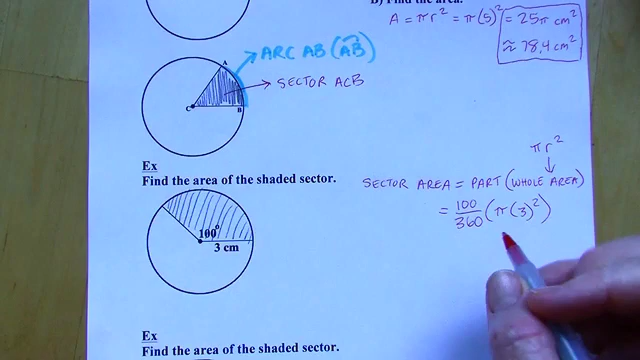 B) Find the area.
A = πr² = π(5)² = 25π cm²
≈ 78.4 cm²
A
ARC AB (AB)
SECTOR ACB
C
B
Ex
Find the area of the shaded sector.
πr²
SECTOR AREA = PART (WHOLE AREA)
= 100/360 (π(3)²)
100°
3 cm
Ex
Find the area of the shaded sector.